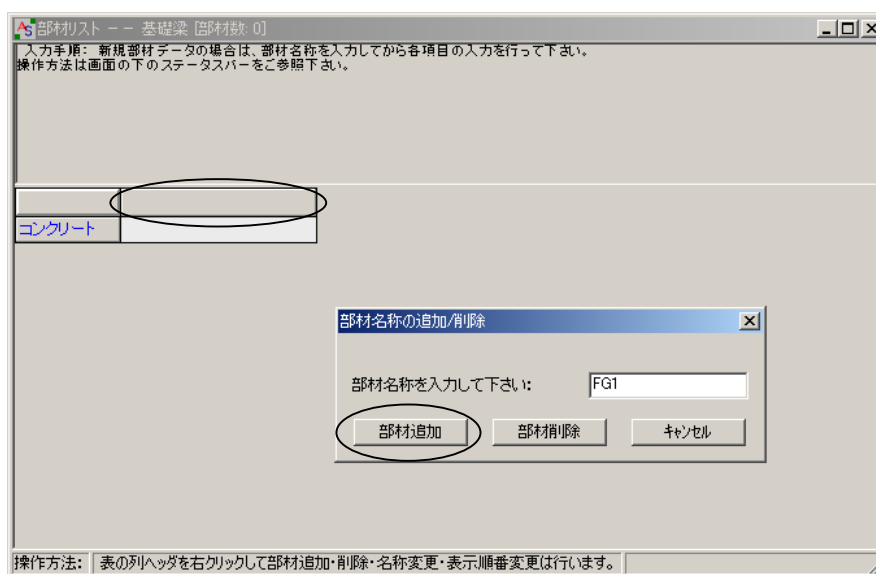 部材リスト −− 基礎梁 [部材数: 0]
入力手順: 新規部材データの場合は、部材名称を入力してから各項目の入力を行って下さい。
操作方法は画面の下のステータスバーをご参照下さい。
コンクリート
部材名称の追加/削除
部材名称を入力して下さい: FG1
部材追加 部材削除 キャンセル
操作方法: 表の列ヘッダを右クリックして部材追加・削除・名称変更・表示順番変更は行います。